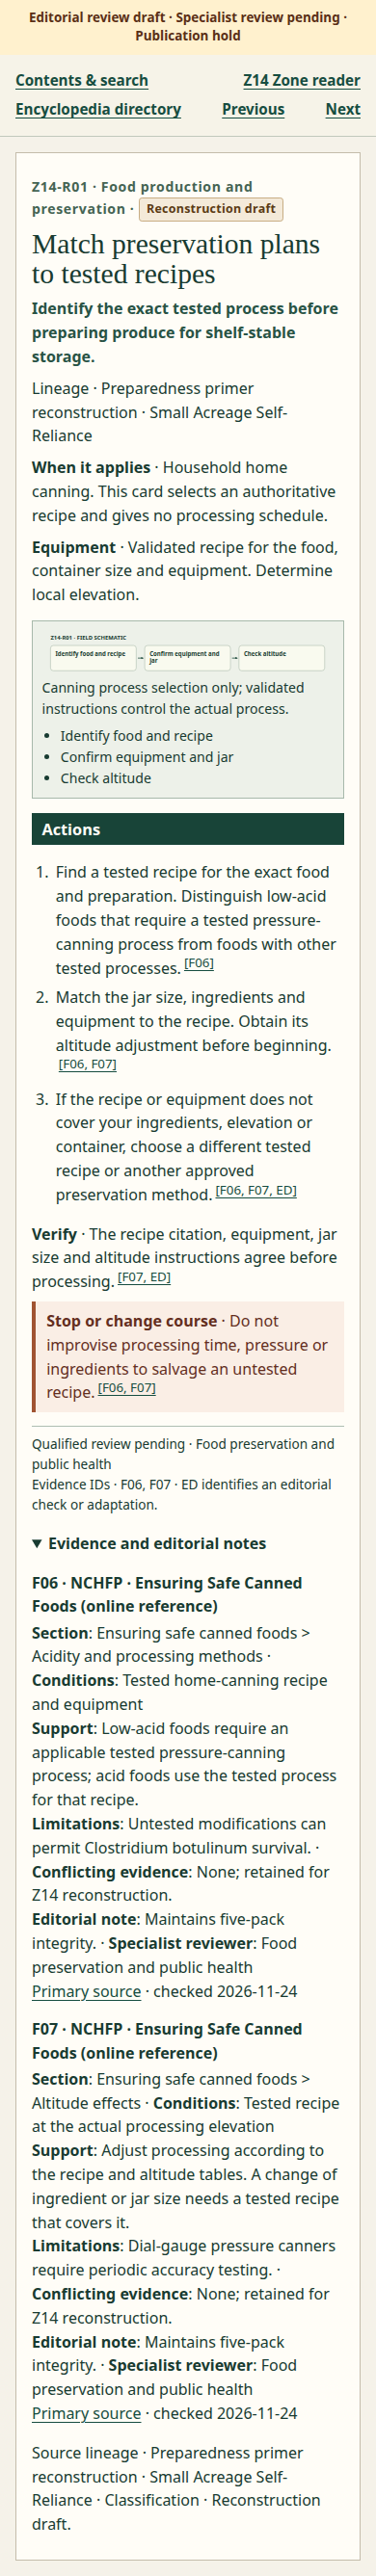 Editorial review draft · Specialist review pending ·
Publication hold
Contents & search
Z14 Zone reader
Encyclopedia directory
Previous
Next
Z14-R01 · Food production and
preservation · Reconstruction draft
Match preservation plans
to tested recipes
Identify the exact tested process before
preparing produce for shelf-stable
storage.
Lineage · Preparedness primer
reconstruction · Small Acreage Self-
Reliance
When it applies · Household home
canning. This card selects an authoritative
recipe and gives no processing schedule.
Equipment · Validated recipe for the food,
container size and equipment. Determine
local elevation.
Z14-R01 · FIELD SCHEMATIC
Identify food and recipe
Confirm equipment and
jar
Check altitude
Canning process selection only; validated
instructions control the actual process.
• Identify food and recipe
• Confirm equipment and jar
• Check altitude
Actions
1. Find a tested recipe for the exact food
and preparation. Distinguish low-acid
foods that require a tested pressure-
canning process from foods with other
tested processes. [F06]
2. Match the jar size, ingredients and
equipment to the recipe. Obtain its
altitude adjustment before beginning.
[F06, F07]
3. If the recipe or equipment does not
cover your ingredients, elevation or
container, choose a different tested
recipe or another approved
preservation method. [F06, F07, ED]
Verify · The recipe citation, equipment, jar
size and altitude instructions agree before
processing. [F07, ED]
Stop or change course · Do not
improvise processing time, pressure or
ingredients to salvage an untested
recipe. [F06, F07]
Qualified review pending · Food preservation and
public health
Evidence IDs · F06, F07 · ED identifies an editorial
check or adaptation.
▼ Evidence and editorial notes
F06 · NCHFP · Ensuring Safe Canned
Foods (online reference)
Section: Ensuring safe canned foods >
Acidity and processing methods ·
Conditions: Tested home-canning recipe
and equipment
Support: Low-acid foods require an
applicable tested pressure-canning
process; acid foods use the tested process
for that recipe.
Limitations: Untested modifications can
permit Clostridium botulinum survival. ·
Conflicting evidence: None; retained for
Z14 reconstruction.
Editorial note: Maintains five-pack
integrity. · Specialist reviewer: Food
preservation and public health
Primary source · checked 2026-11-24
F07 · NCHFP · Ensuring Safe Canned
Foods (online reference)
Section: Ensuring safe canned foods >
Altitude effects · Conditions: Tested recipe
at the actual processing elevation
Support: Adjust processing according to
the recipe and altitude tables. A change of
ingredient or jar size needs a tested recipe
that covers it.
Limitations: Dial-gauge pressure canners
require periodic accuracy testing. ·
Conflicting evidence: None; retained for
Z14 reconstruction.
Editorial note: Maintains five-pack
integrity. · Specialist reviewer: Food
preservation and public health
Primary source · checked 2026-11-24
Source lineage · Preparedness primer
reconstruction · Small Acreage Self-
Reliance · Classification · Reconstruction
draft.